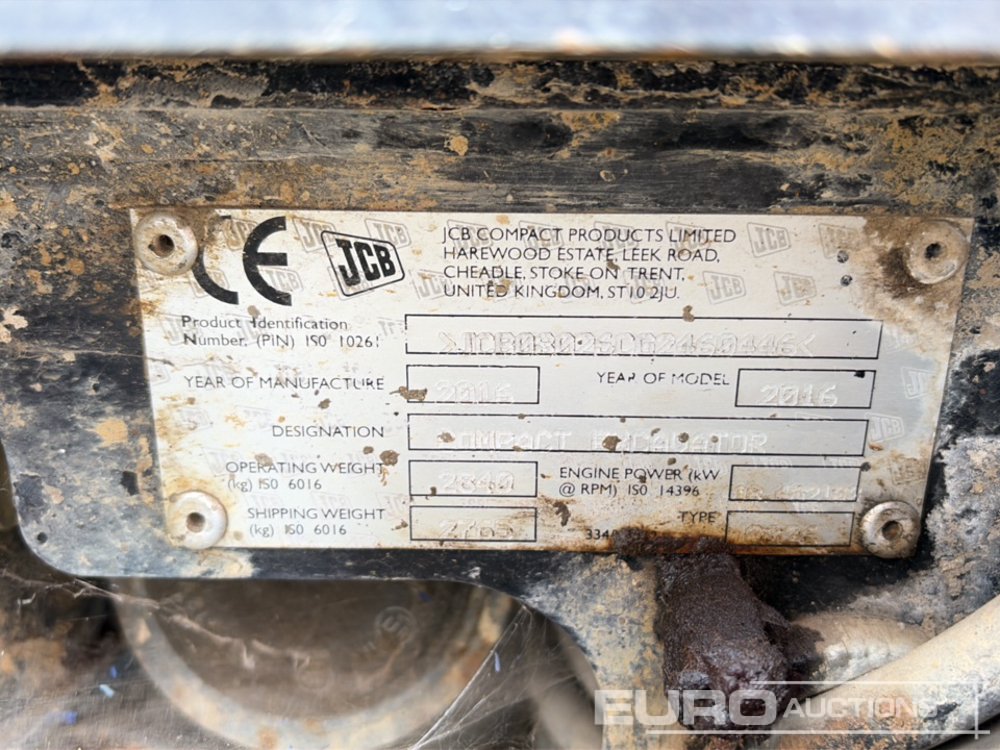 CE JCB
JCB COMPACT PRODUCTS LIMITED
HAREWOOD ESTATE, LEEK ROAD,
CHEADLE, STOKE ON TRENT,
UNITED KINGDOM, ST10 2JU.
Product Identification
Number, (PIN) ISO 10261
YEAR OF MANUFACTURE 2016 YEAR OF MODEL 2016
DESIGNATION COMPACT EXCAVATOR
OPERATING WEIGHT 2840 ENGINE POWER (kW
(kg) ISO 6016 @ RPM) ISO 14396
SHIPPING WEIGHT TYPE
(kg) ISO 6016
EURO AUCTIONS